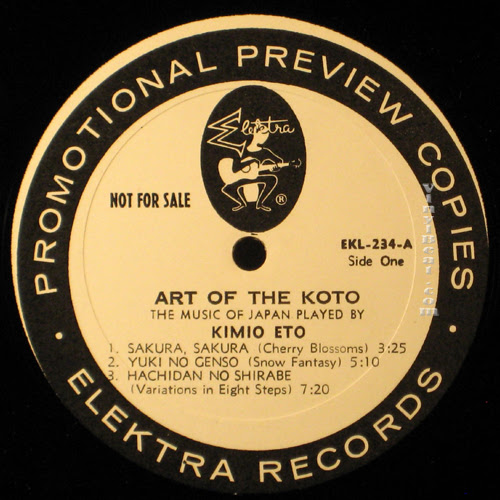 PROMOTIONAL PREVIEW COPIES
Elektra
®
NOT FOR SALE
EKL-234-A
Side One
ART OF THE KOTO
THE MUSIC OF JAPAN PLAYED BY
KIMIO ETO
1. SAKURA, SAKURA (Cherry Blossoms) 3:25
2. YUKI NO GENSO (Snow Fantasy) 5:10
3. HACHIDAN NO SHIRABE
(Variations in Eight Steps) 7:20
• ELEKTRA RECORDS •